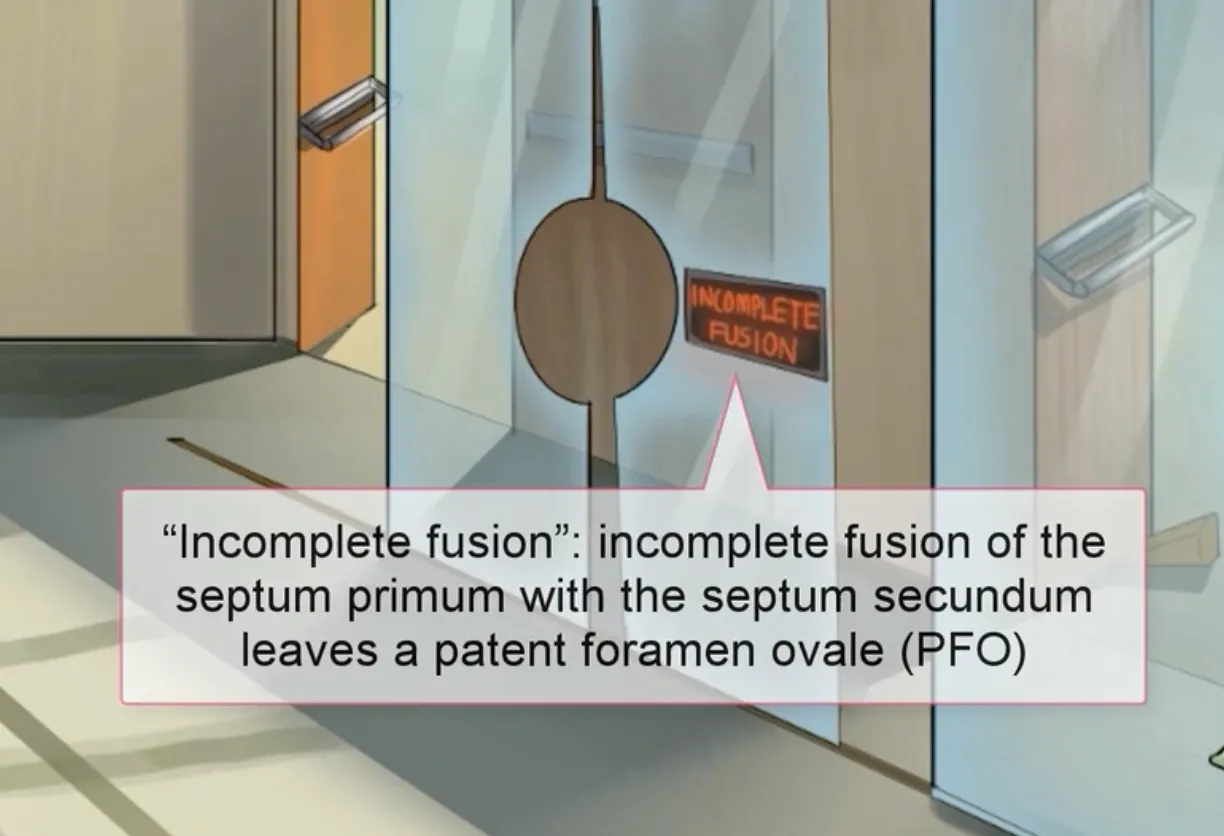 INCOMPLETE
FUSION
“Incomplete fusion”: incomplete fusion of the
septum primum with the septum secundum
leaves a patent foramen ovale (PFO)